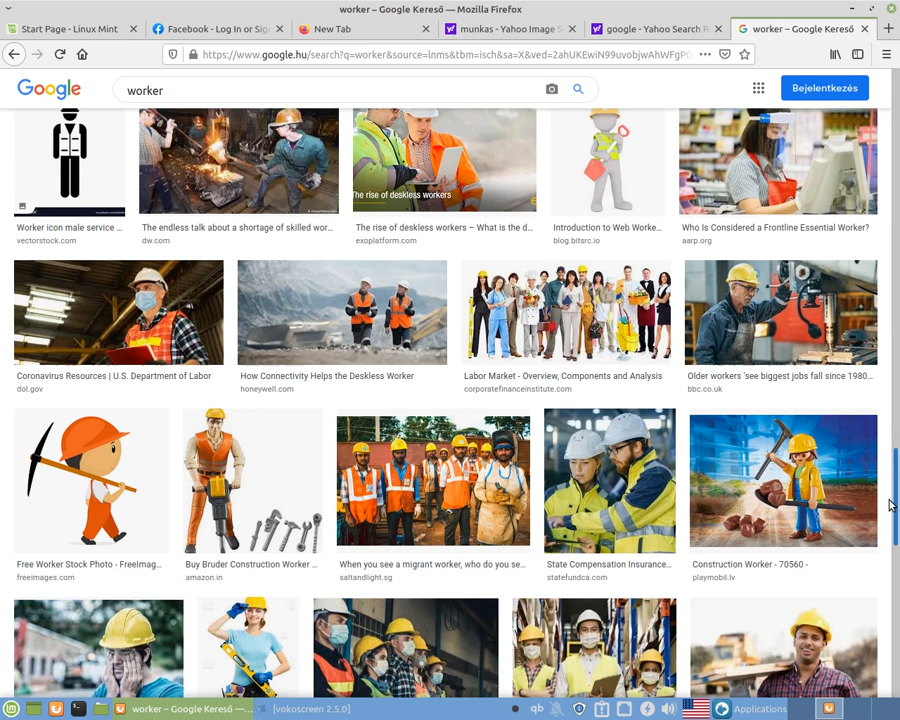 worker – Google Kereső — Mozilla Firefox
Start Page - Linux Mint
Facebook - Log In or Sig
New Tab
munkas - Yahoo Image S
google - Yahoo Search R
worker – Google Kereső
https://www.google.hu/search?q=worker&source=lnms&tbm=isch&sa=X&ved=2ahUKEwiN99uvobjwAhWFgP0
Google
worker
Bejelentkezés
The rise of deskless workers
Worker icon male service ...
The endless talk about a shortage of skilled wor...
The rise of deskless workers – What is the d...
Introduction to Web Worke...
Who Is Considered a Frontline Essential Worker?
vectorstock.com
dw.com
exoplatform.com
blog.bitsrc.io
aarp.org
Coronavirus Resources | U.S. Department of Labor
How Connectivity Helps the Deskless Worker
Labor Market - Overview, Components and Analysis
Older workers 'see biggest jobs fall since 1980...
dol.gov
honeywell.com
corporatefinanceinstitute.com
bbc.co.uk
Free Worker Stock Photo - FreeImag...
Buy Bruder Construction Worker ...
When you see a migrant worker, who do you se...
State Compensation Insurance...
Construction Worker - 70560 -
freeimages.com
amazon.in
saltandlight.sg
statefundca.com
playmobil.lv
worker – Google Kereső —...
[vokoscreen 2.5.0]
qb
Applications